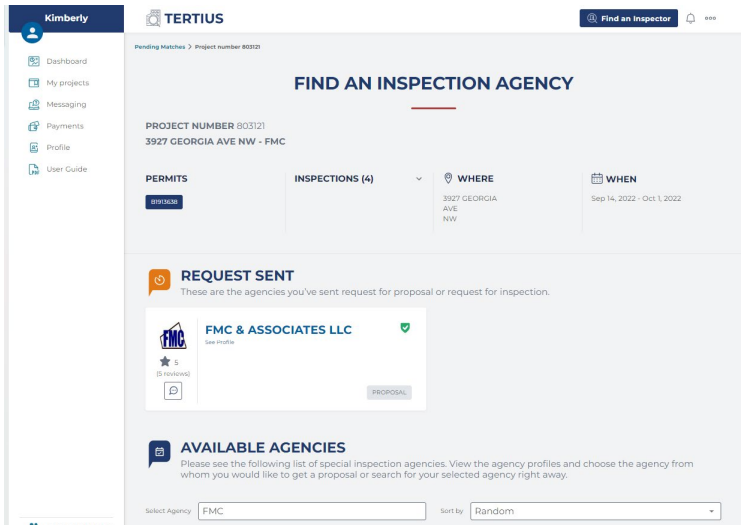 Kimberly
TERTIUS
Find an Inspector
Dashboard
My projects
Messaging
Payments
Profile
User Guide
Pending Matches > Project number 803121
FIND AN INSPECTION AGENCY
PROJECT NUMBER 803121
3927 GEORGIA AVE NW - FMC
PERMITS
B1913638
INSPECTIONS (4)
WHERE
3927 GEORGIA
AVE
NW
WHEN
Sep 14, 2022 - Oct 1, 2022
REQUEST SENT
These are the agencies you've sent request for proposal or request for inspection.
FMC
FMC & ASSOCIATES LLC
See Profile
5
(5 reviews)
PROPOSAL
AVAILABLE AGENCIES
Please see the following list of special inspection agencies. View the agency profiles and choose the agency from
whom you would like to get a proposal or search for your selected agency right away.
Select Agency FMC
Sort by Random